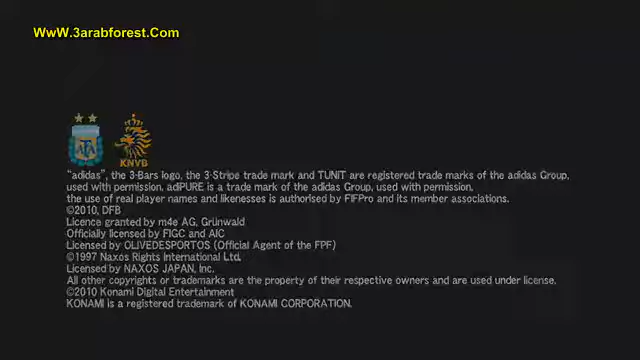 WwW.3arabforest.Com
AFA
KNVB
"adidas", the 3-Bars logo, the 3-Stripe trade mark and TUNiT are registered trade marks of the adidas Group,
used with permission. adiPURE is a trade mark of the adidas Group, used with permission.
the use of real player names and likenesses is authorised by FIFPro and its member associations.
©2010, DFB
Licence granted by m4e AG, Grünwald
Officially licensed by FIGC and AIC
Licensed by OLIVEDESPORTOS (Official Agent of the FPF)
©1997 Naxos Rights International Ltd.
Licensed by NAXOS JAPAN, Inc.
All other copyrights or trademarks are the property of their respective owners and are used under license.
©2010 Konami Digital Entertainment
KONAMI is a registered trademark of KONAMI CORPORATION.